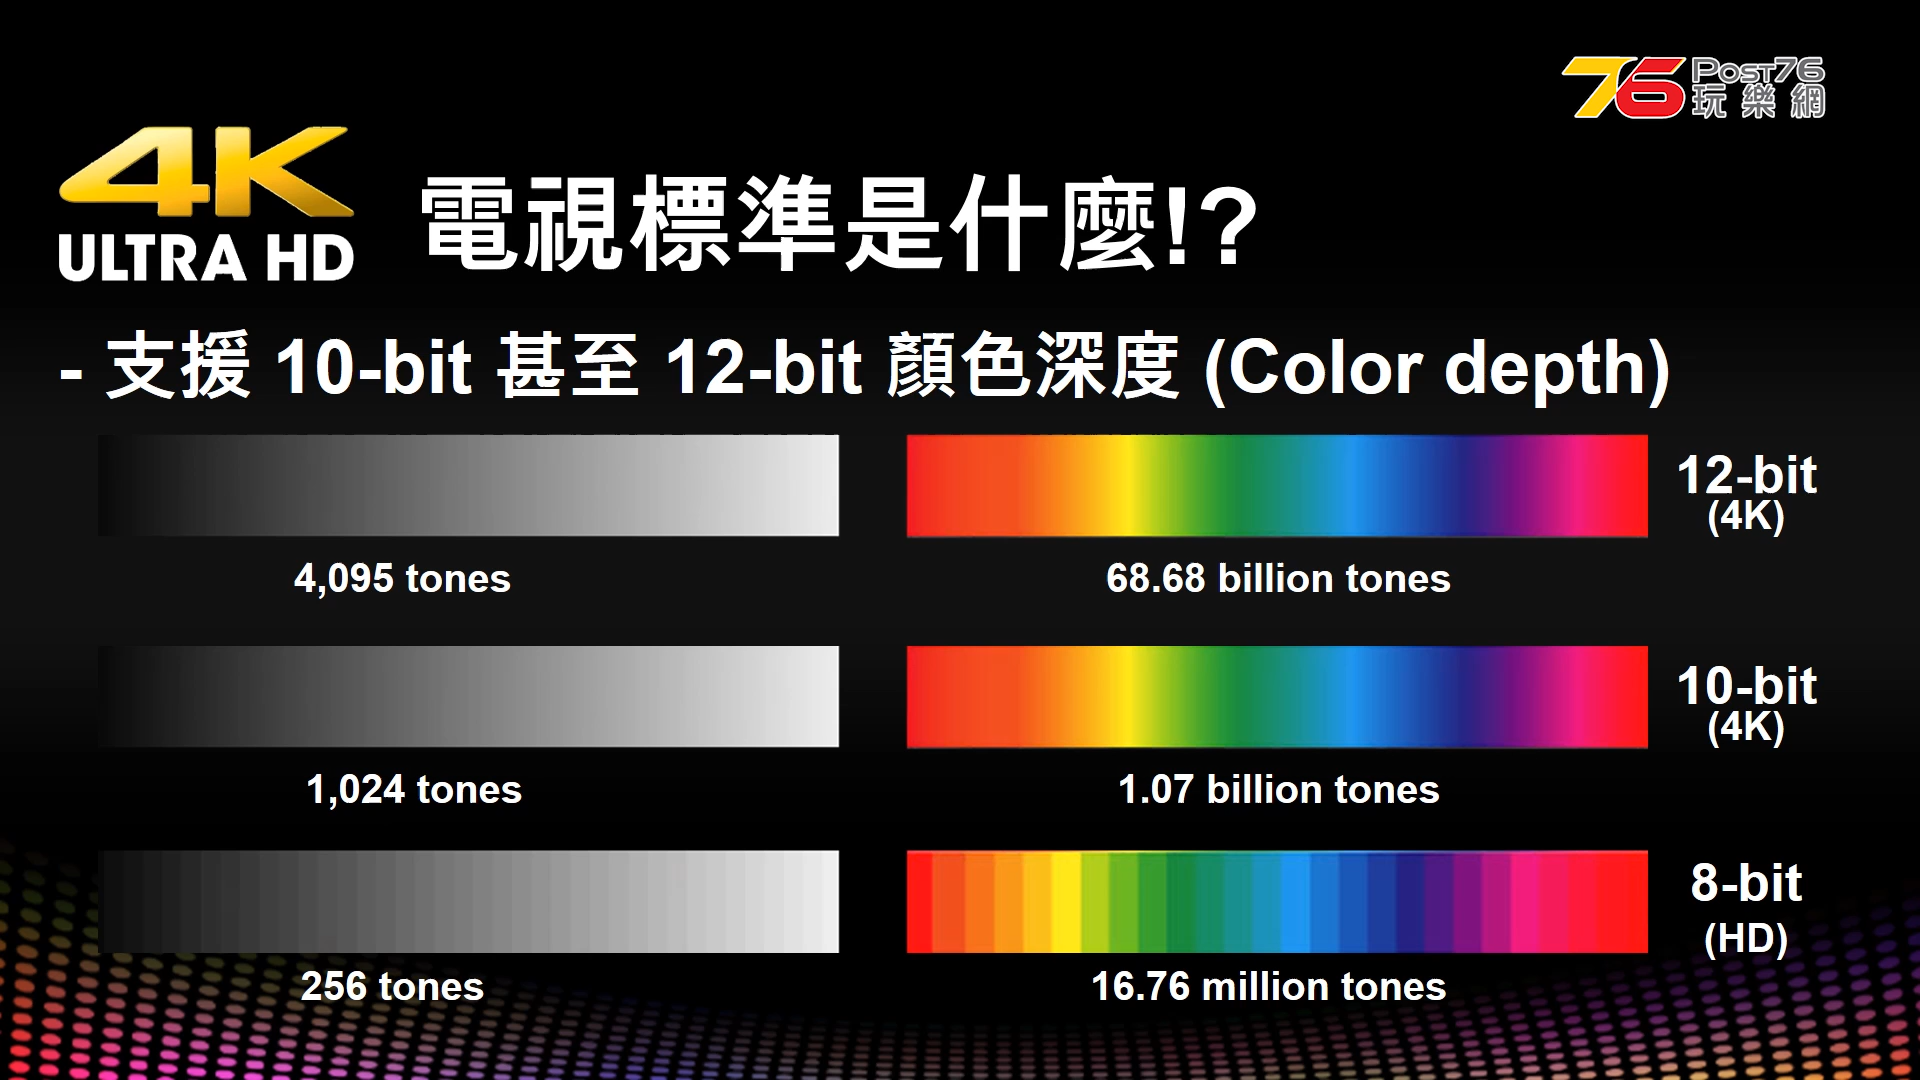 76 Post76
玩樂網
4K
ULTRA HD
電視標準是什麼!?
- 支援 10-bit 甚至 12-bit 顏色深度 (Color depth)
12-bit
(4K)
4,095 tones
68.68 billion tones
10-bit
(4K)
1,024 tones
1.07 billion tones
8-bit
(HD)
256 tones
16.76 million tones